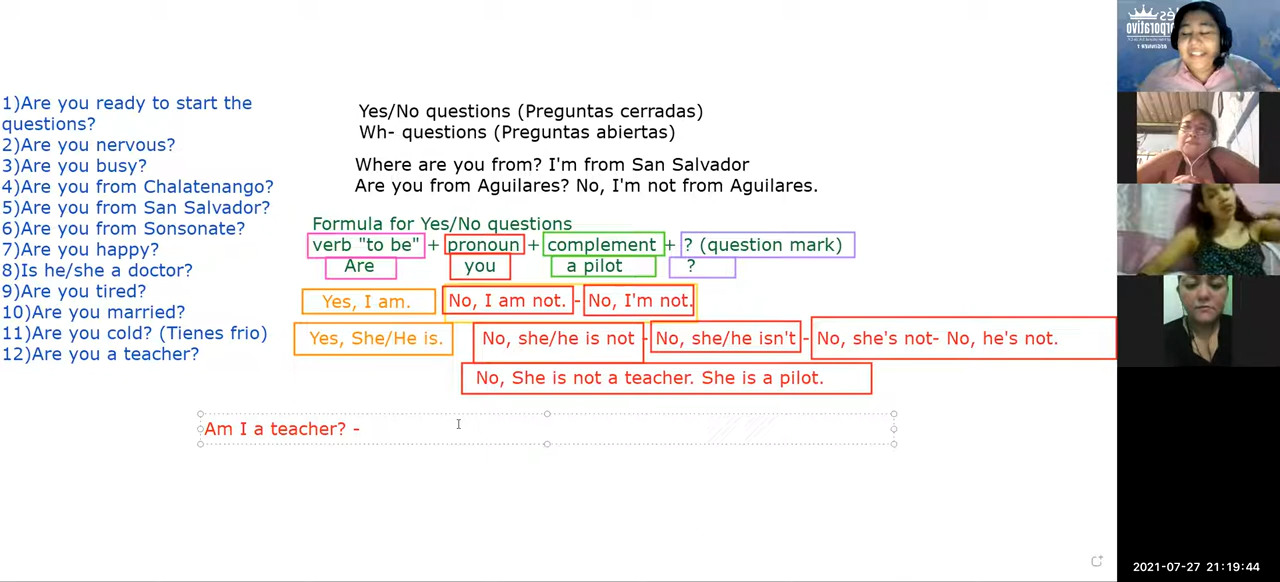 1)Are you ready to start the
questions?
2)Are you nervous?
3)Are you busy?
4)Are you from Chalatenango?
5)Are you from San Salvador?
6)Are you from Sonsonate?
7)Are you happy?
8)Is he/she a doctor?
9)Are you tired?
10)Are you married?
11)Are you cold? (Tienes frio)
12)Are you a teacher?
Yes/No questions (Preguntas cerradas)
Wh- questions (Preguntas abiertas)
Where are you from? I'm from San Salvador
Are you from Aguilares? No, I'm not from Aguilares.
Formula for Yes/No questions
verb "to be" + pronoun + complement + ? (question mark)
Are you a pilot ?
Yes, I am. No, I am not. - No, I'm not.
Yes, She/He is. No, she/he is not - No, she/he isn't - No, she's not- No, he's not.
No, She is not a teacher. She is a pilot.
Am I a teacher? -
2021-07-27 21:19:44